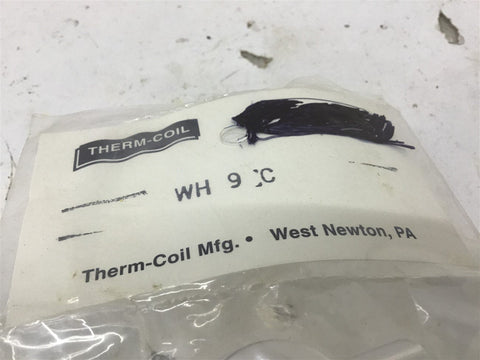 THERM-COIL
WH 9 C
Therm-Coil Mfg. • West Newton, PA